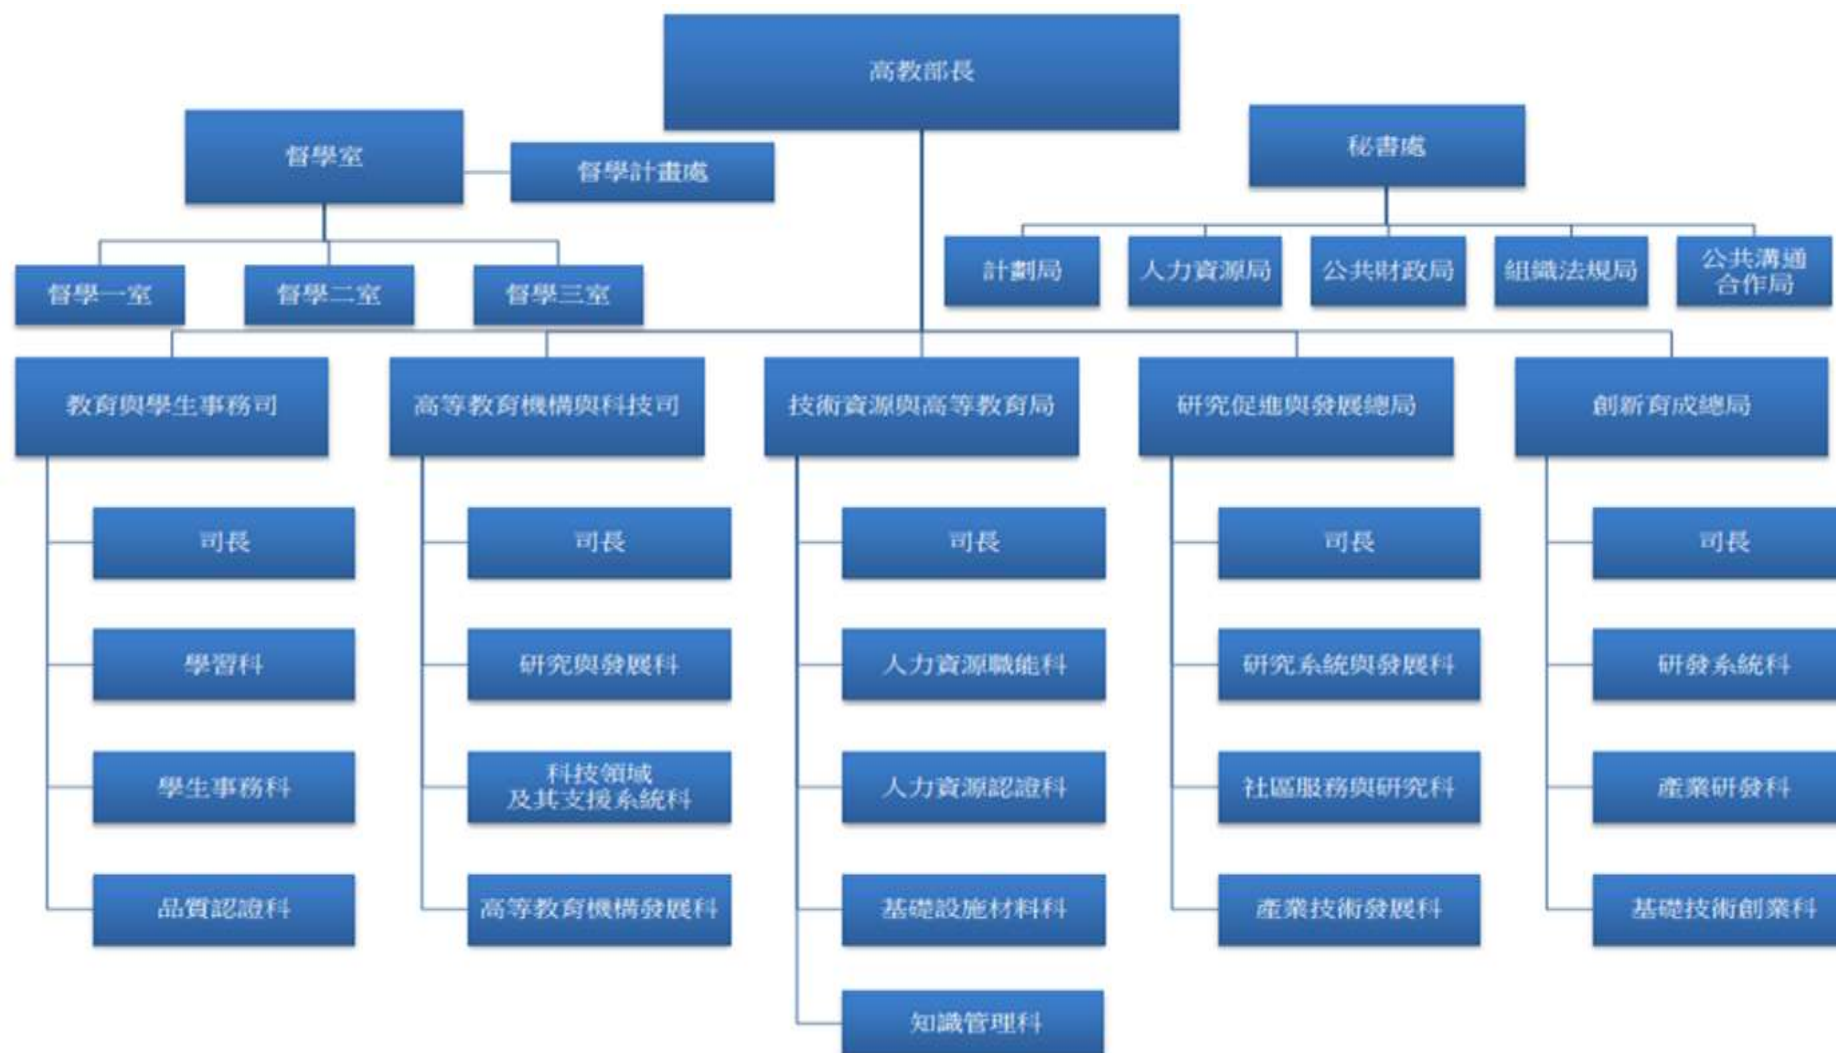 高教部長
督學室
督學計畫處
秘書處
督學一室
督學二室
督學三室
計劃局
人力資源局
公共財政局
組織法規局
公共溝通
合作局
教育與學生事務司
高等教育機構與科技司
技術資源與高等教育局
研究促進與發展總局
創新育成總局
司長
學習科
學生事務科
品質認證科
司長
研究與發展科
科技領域
及其支援系統科
高等教育機構發展科
司長
人力資源職能科
人力資源認證科
基礎設施材料科
知識管理科
司長
研究系統與發展科
社區服務與研究科
產業技術發展科
司長
研發系統科
產業研發科
基礎技術創業科